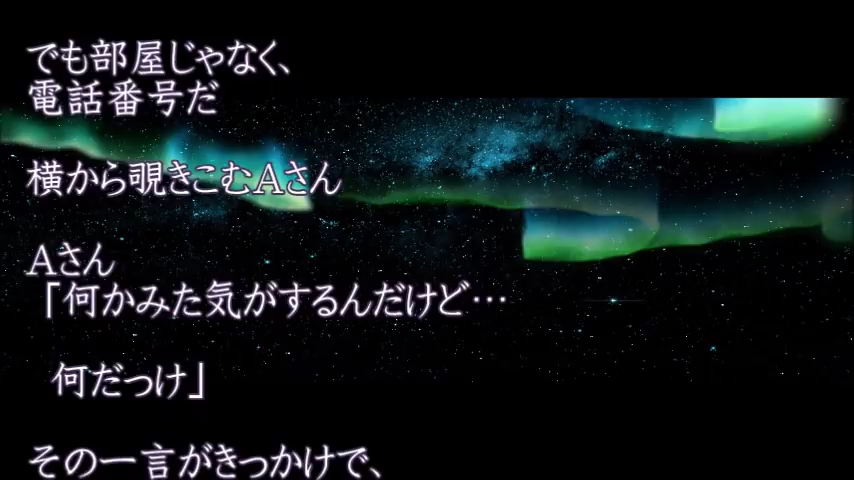 でも部屋じゃなく、
電話番号だ
横から覗きこむAさん
Aさん
「何かみた気がするんだけど…
何だっけ」
その一言がきっかけで、